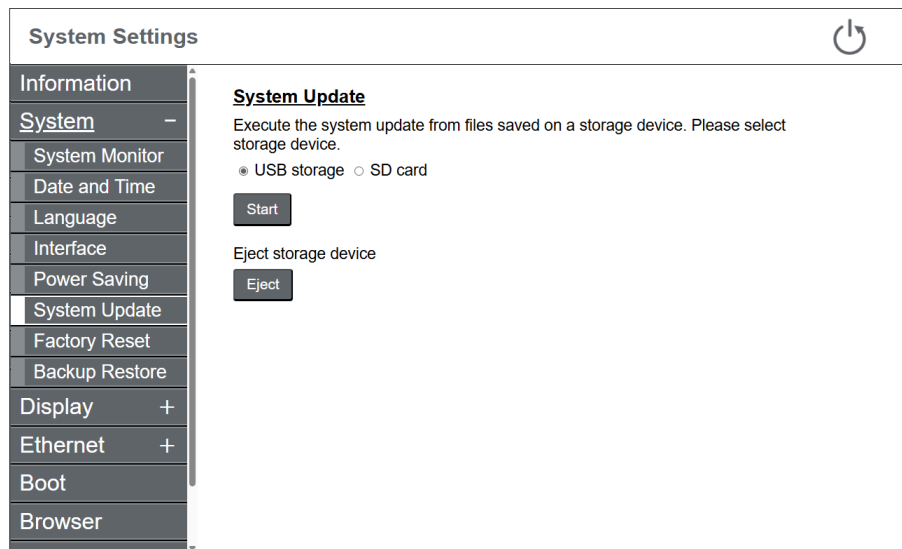 System Settings
Information
System −
System Monitor
Date and Time
Language
Interface
Power Saving
System Update
Factory Reset
Backup Restore
Display +
Ethernet +
Boot
Browser
System Update
Execute the system update from files saved on a storage device. Please select
storage device.
USB storage SD card
Start
Eject storage device
Eject